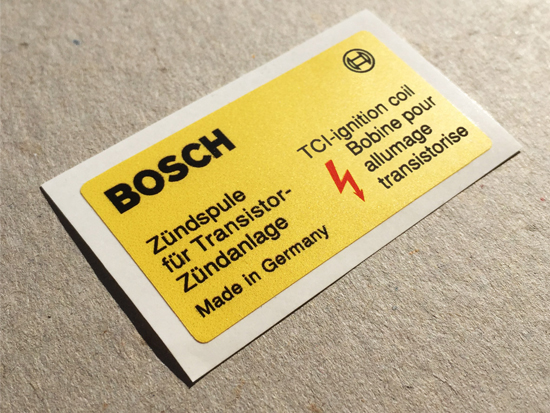 BOSCH
Zündspule
für Transistor-
Zündanlage
Made in Germany
TCI-ignition coil
Bobine pour
allumage
transistorise